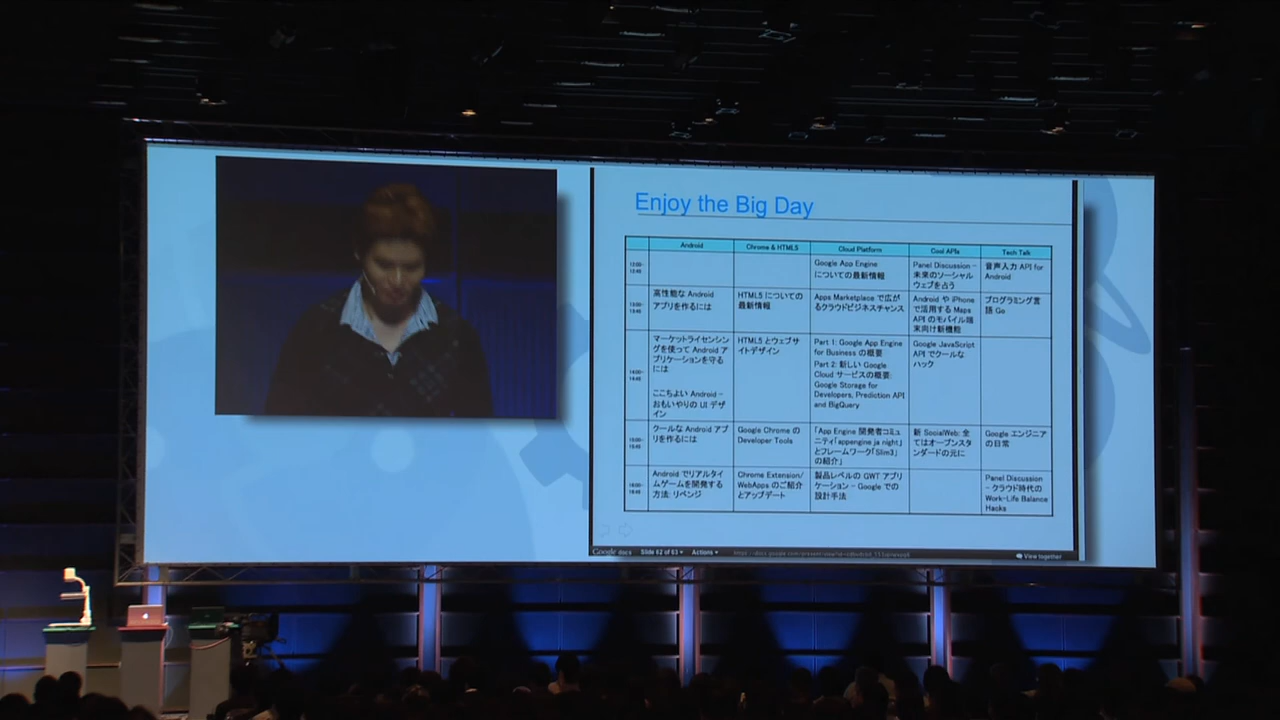 Enjoy the Big Day
Android
Chrome & HTML5
Cloud Platform
Cool APIs
Tech Talk
Google App Engine
についての最新情報
Panel Discussion –
未来のソーシャル
ウェブを占う
音声入力 API for
Android
高性能な Android
アプリを作るには
HTML5 についての
最新情報
Apps Marketplace で広が
るクラウドビジネスチャンス
Android や iPhone
で活用する Maps
API のモバイル端
末向け新機能
プログラミング言
語 Go
マーケットライセンシン
グを使って Android ア
プリケーションを守る
には
ここちよい Android –
おもいやりの UI デザ
イン
HTML5 とウェブサ
イトデザイン
Part 1: Google App Engine
for Business の概要
Part 2: 新しい Google
Cloud サービスの概要:
Google Storage for
Developers, Prediction API
and BigQuery
Google JavaScript
API でクールな
ハック
クールな Android アプ
リを作るには
Google Chrome の
Developer Tools
「App Engine 開発者コミュ
ニティ「appengine ja night」
とフレームワーク「Slim3」
の紹介」
新 SocialWeb: 全
てはオープンスタ
ンダードの元に
Google エンジニア
の日常
Android でリアルタイ
ムゲームを開発する
方法: リベンジ
Chrome Extension/
WebApps のご紹介
とアップデート
製品レベルの GWT アプリ
ケーション – Google での
設計手法
Panel Discussion
– クラウド時代の
Work-Life Balance
Hacks
Google docs
Slide 62 of 63
Actions
View together